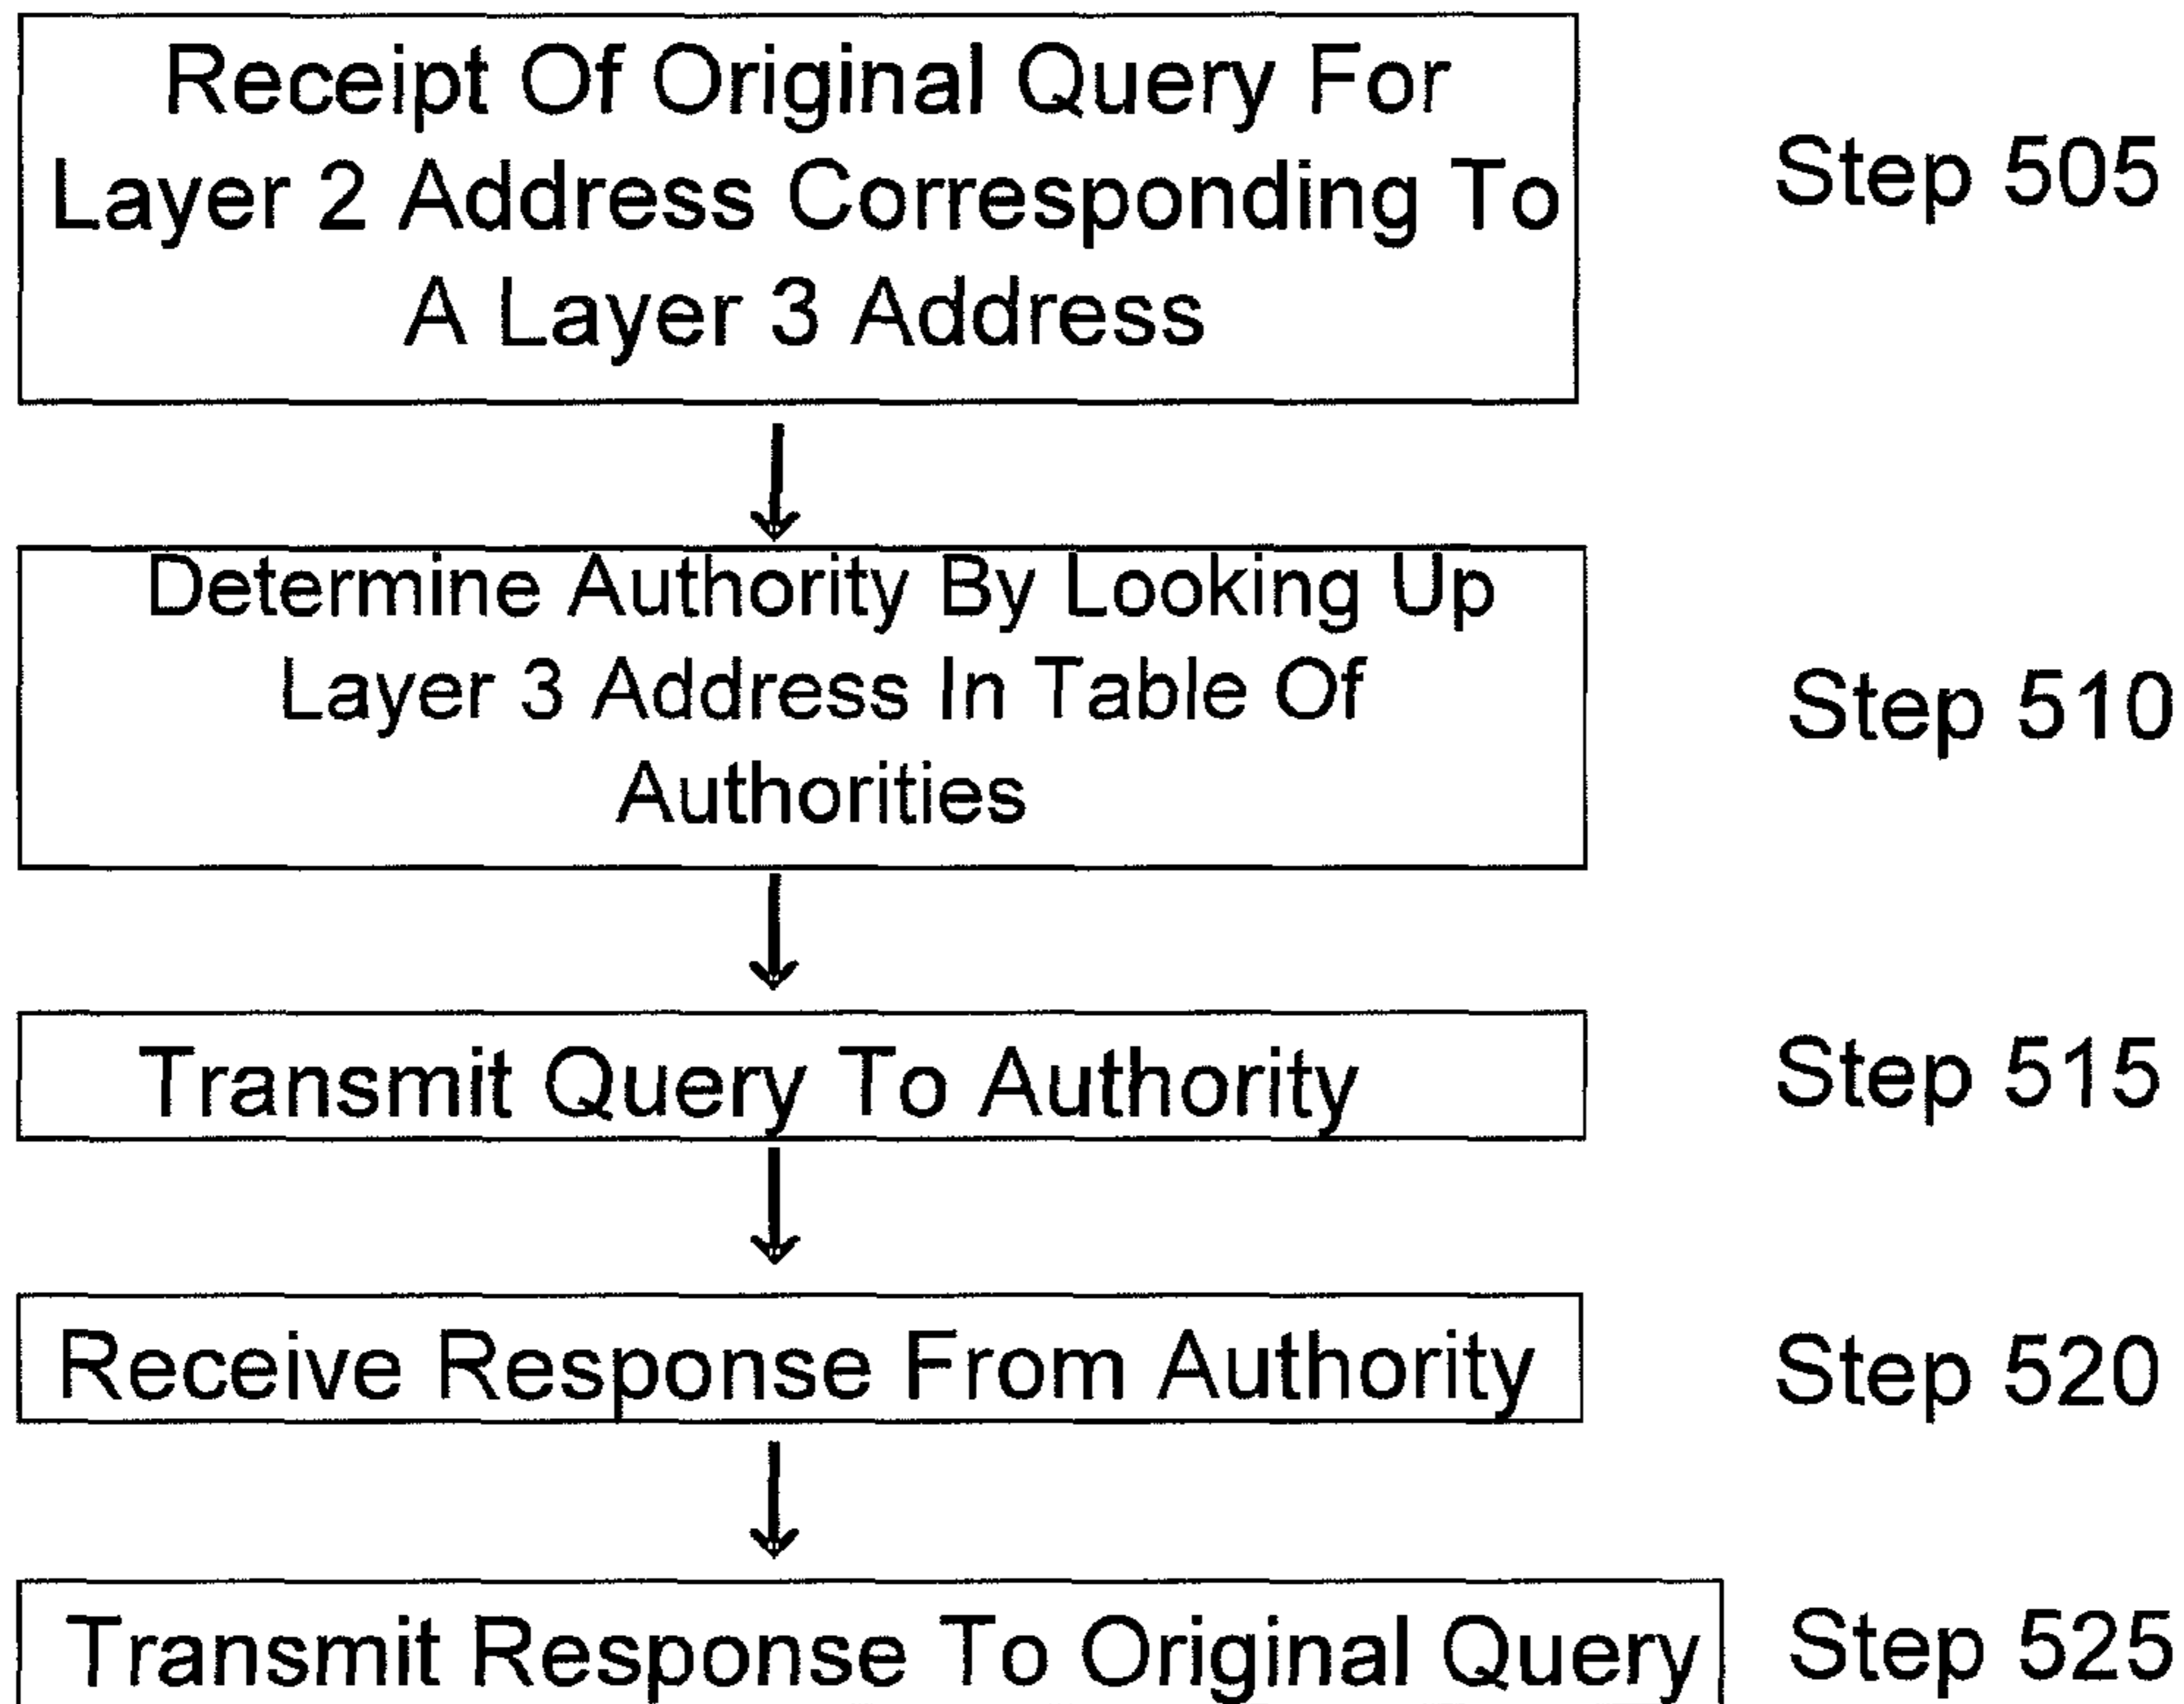 Receipt Of Original Query For
Layer 2 Address Corresponding To
A Layer 3 Address
Step 505
Determine Authority By Looking Up
Layer 3 Address In Table Of
Authorities
Step 510
Transmit Query To Authority
Step 515
Receive Response From Authority
Step 520
Transmit Response To Original Query
Step 525